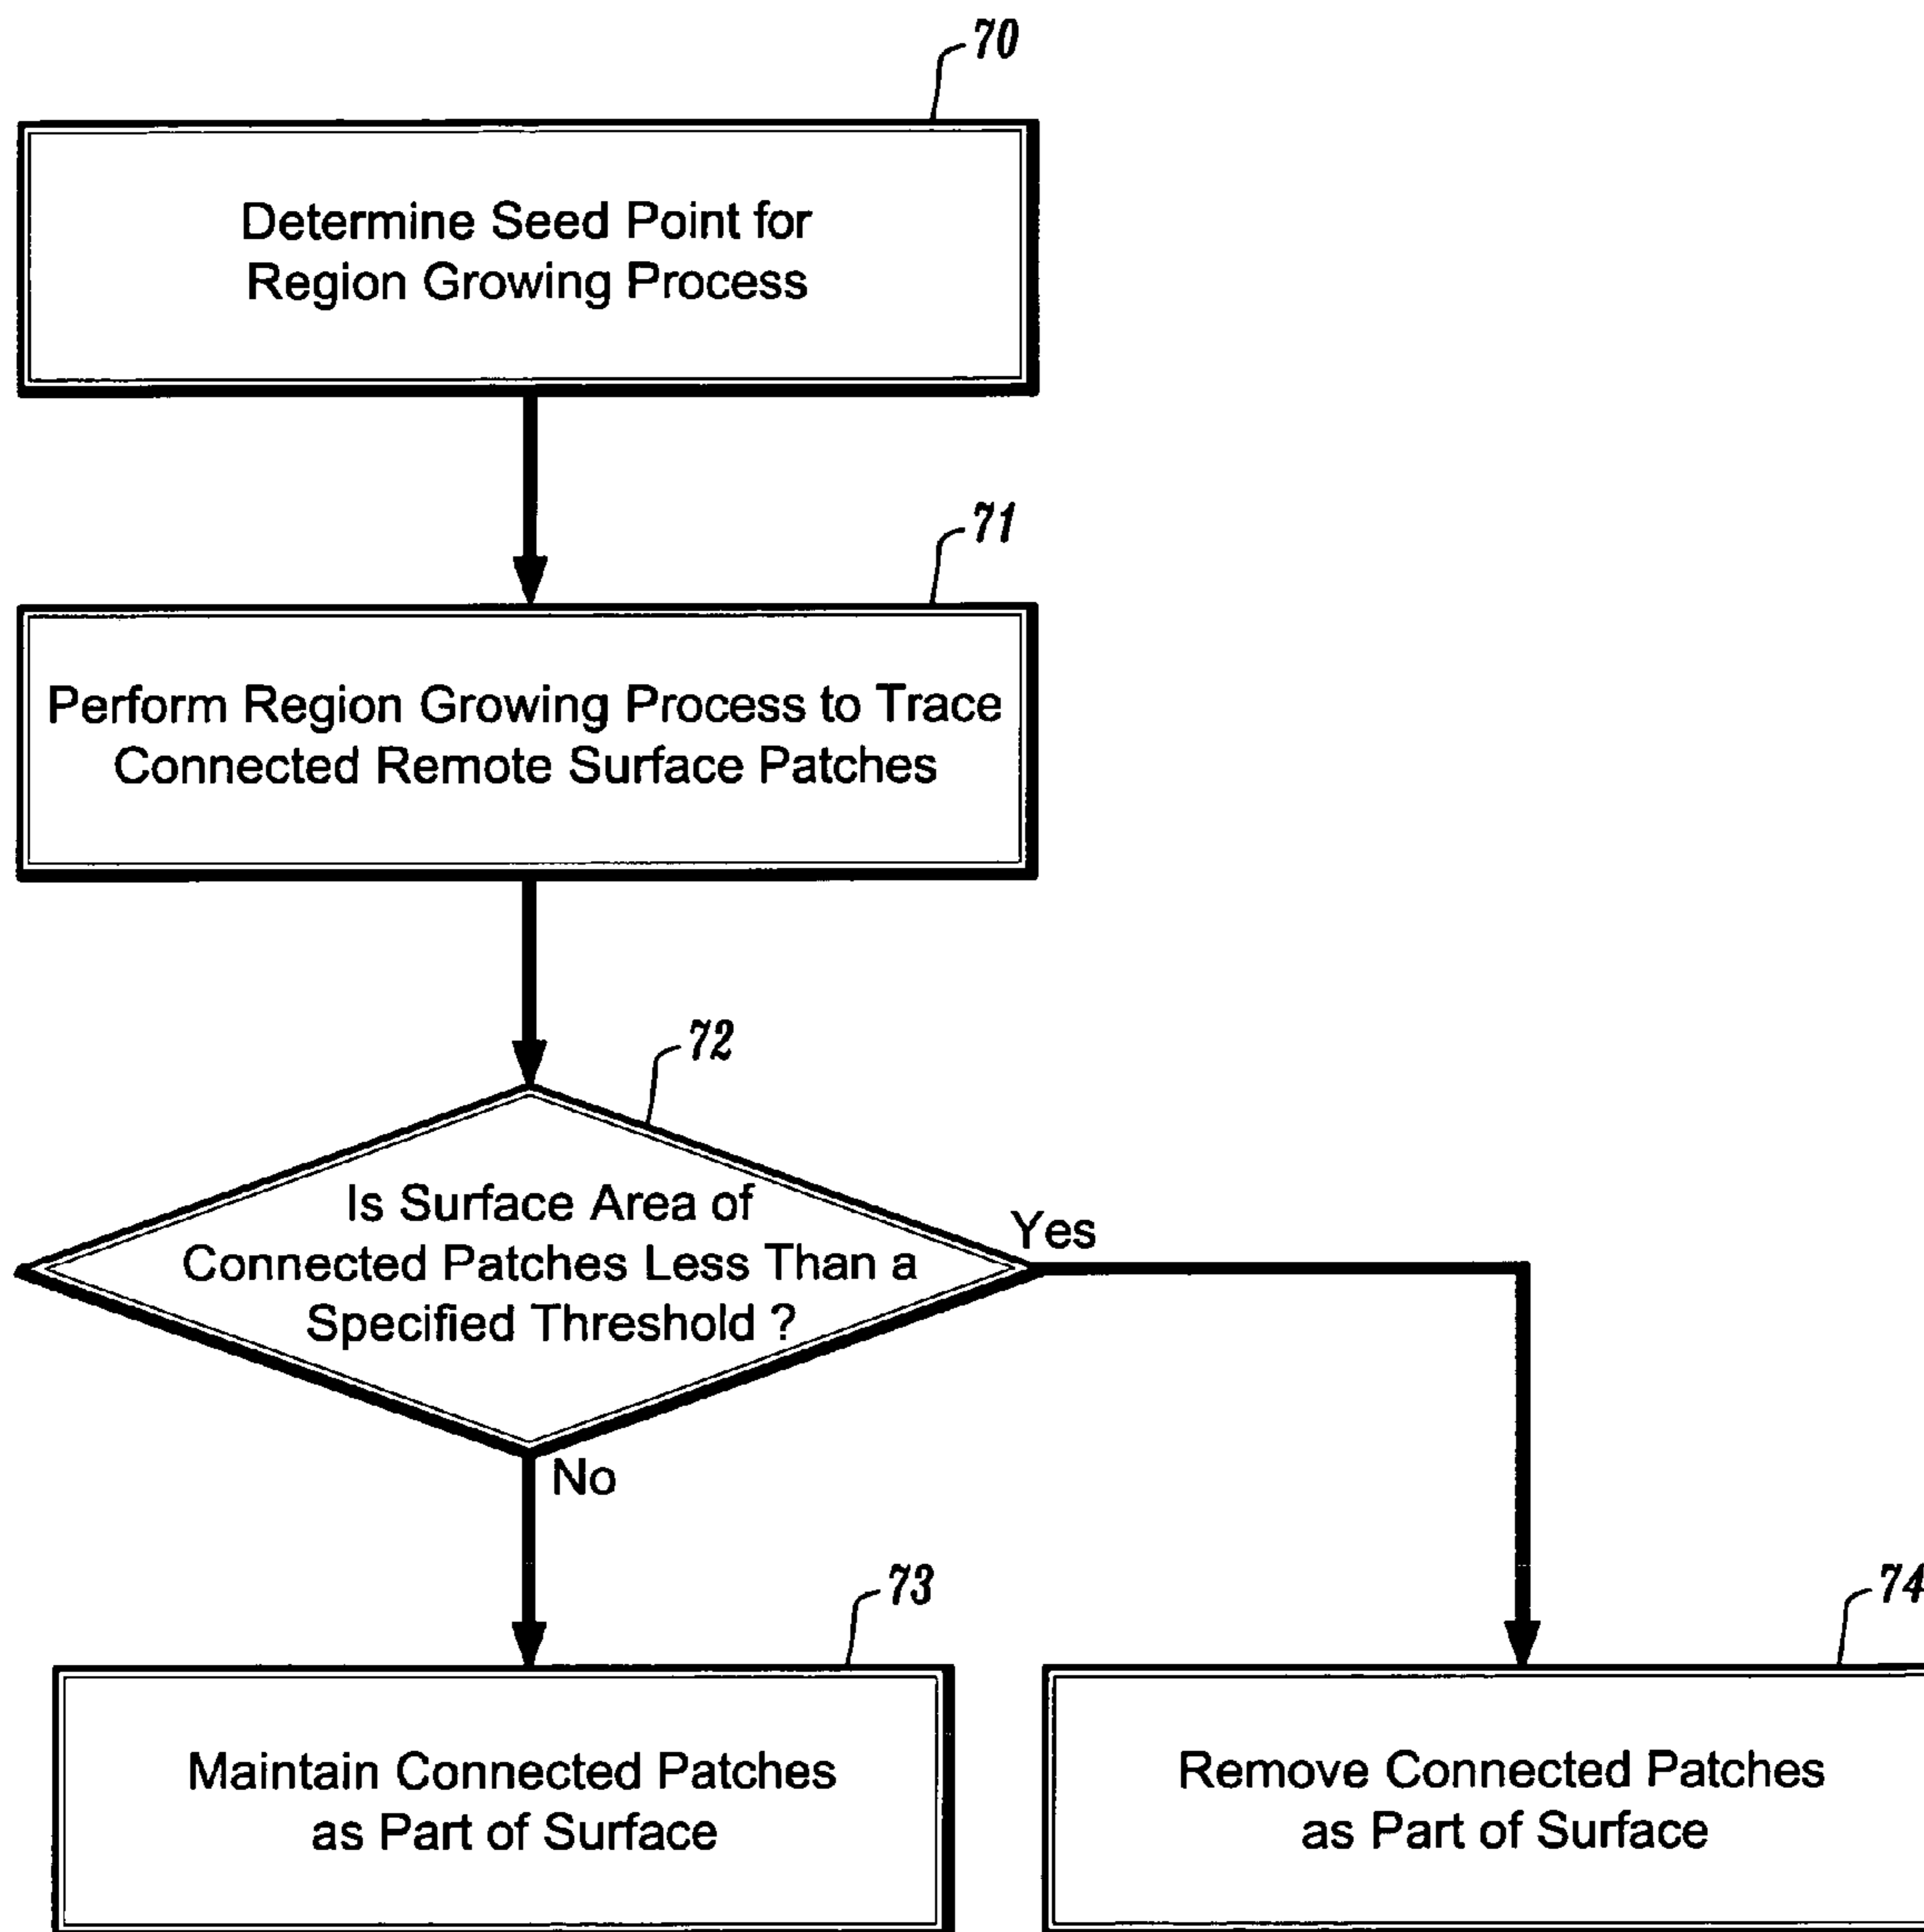 70
Determine Seed Point for
Region Growing Process
71
Perform Region Growing Process to Trace
Connected Remote Surface Patches
72
Is Surface Area of
Connected Patches Less Than a
Specified Threshold ?
Yes
No
73
Maintain Connected Patches
as Part of Surface
74
Remove Connected Patches
as Part of Surface